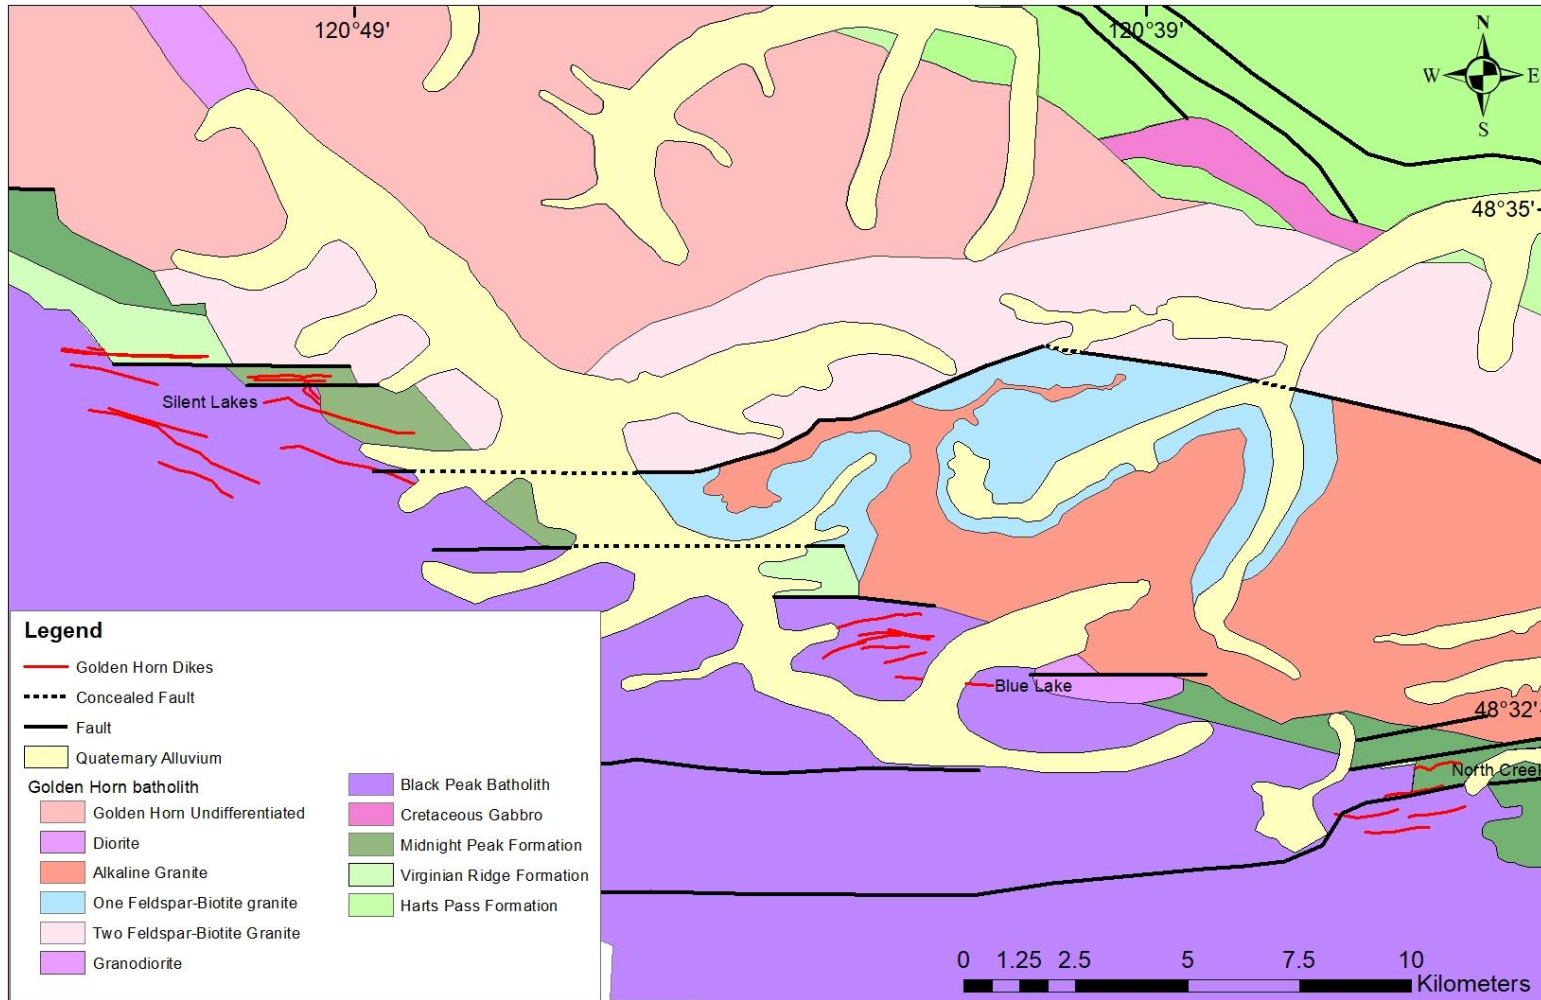 120°49'
120°39'
N
W
E
S
48°35'
Silent Lakes
Blue Lake
48°32'
North Creek
Legend
Golden Horn Dikes
Concealed Fault
Fault
Quaternary Alluvium
Golden Horn batholith
Golden Horn Undifferentiated
Diorite
Alkaline Granite
One Feldspar-Biotite granite
Two Feldspar-Biotite Granite
Granodiorite
Black Peak Batholith
Cretaceous Gabbro
Midnight Peak Formation
Virginian Ridge Formation
Harts Pass Formation
0 1.25 2.5 5 7.5 10
Kilometers